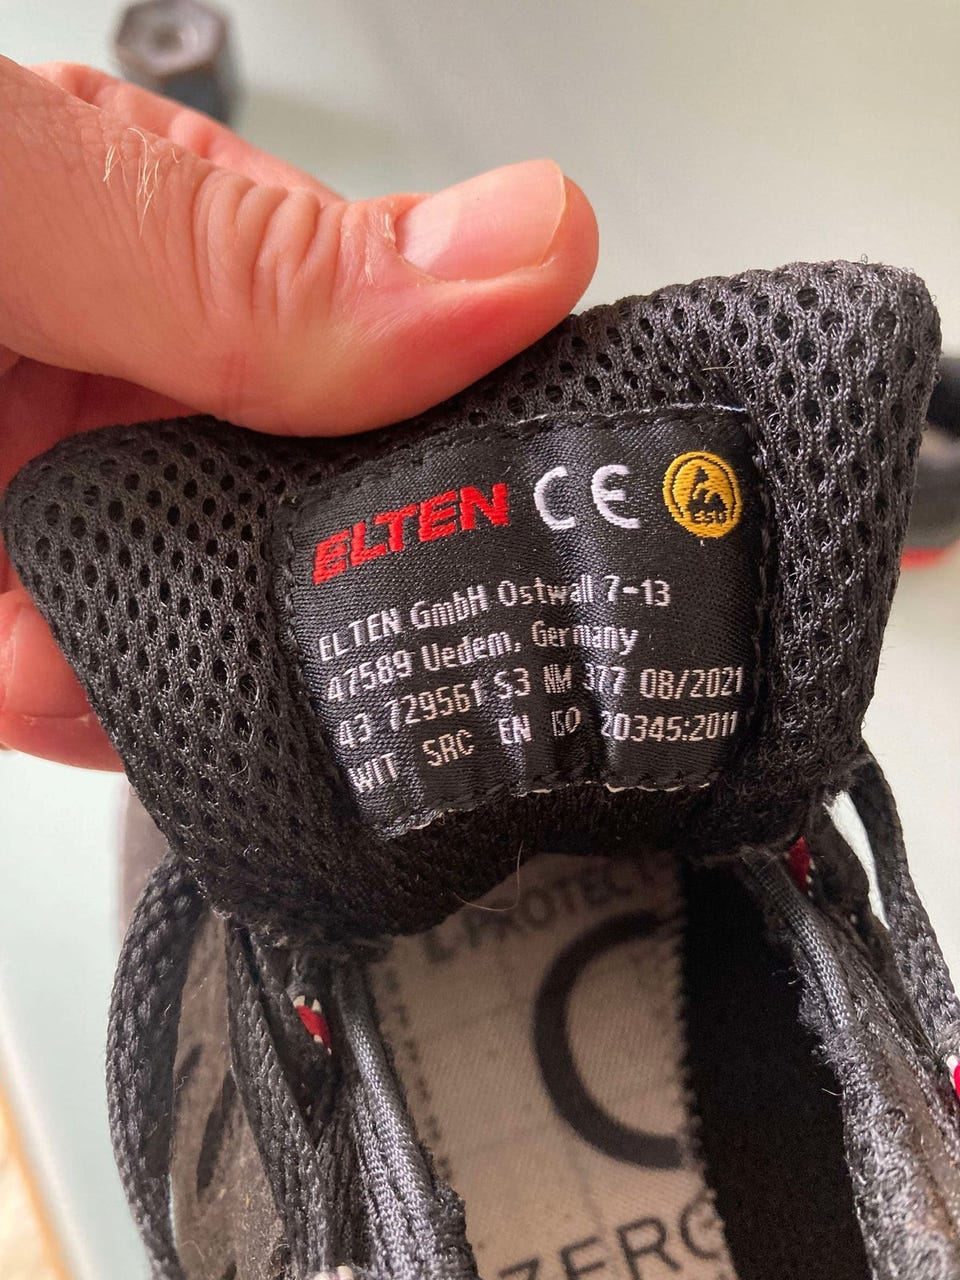 ELTEN CE ESD
ELTEN GmbH Ostwall 7-13
47589 Uedem, Germany
43 729561 S3 NM 377 08/2021
WIT SRC EN ISO 20345:2011
L.PROTECT
ZERO